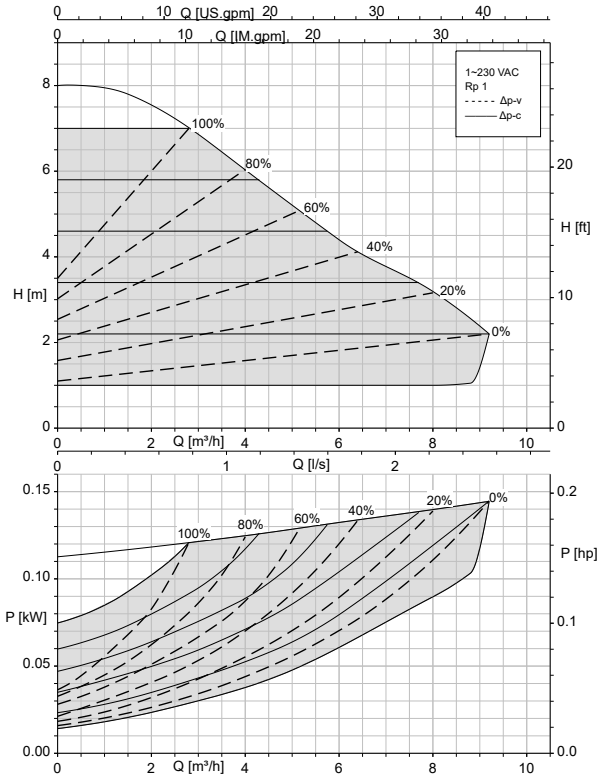 Q [US.gpm]
0 10 20 30 40
Q [IM.gpm]
0 10 20 30
1~230 VAC
Rp 1
Δp-v
Δp-c
8
100%
6
80%
20
60%
H [ft]
4
40%
H [m]
20%
10
2
0%
0
0
0 2 4 6 8 10
Q [m³/h]
0 1 2
Q [l/s]
0.15
0.2
100% 80% 60% 40% 20% 0%
P [hp]
0.10
P [kW]
0.1
0.05
0.00
0.0
0 2 4 6 8 10
Q [m³/h]